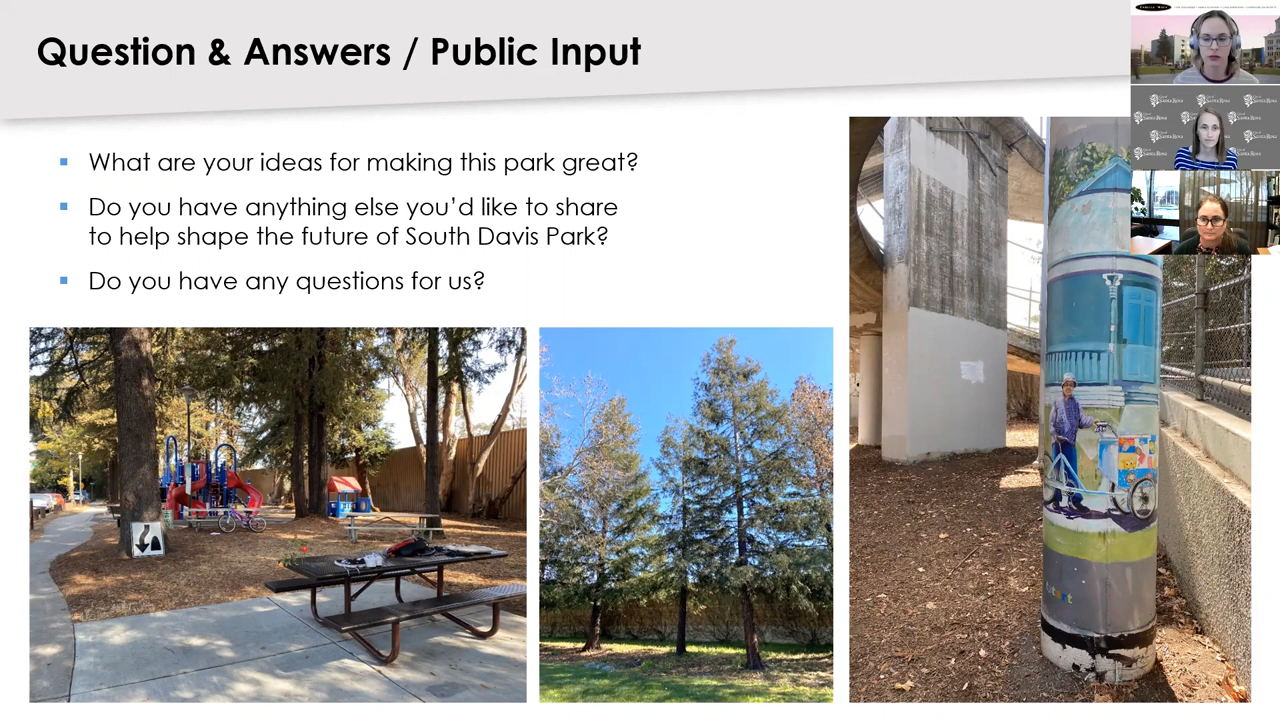 Question & Answers / Public Input
What are your ideas for making this park great?
Do you have anything else you’d like to share
to help shape the future of South Davis Park?
Do you have any questions for us?